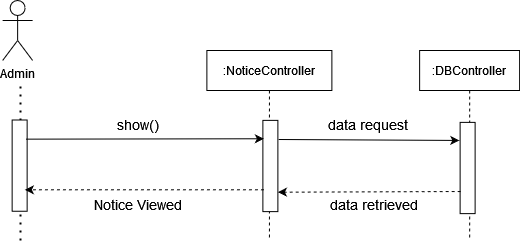 Admin
:NoticeController
:DBController
show()
data request
Notice Viewed
data retrieved